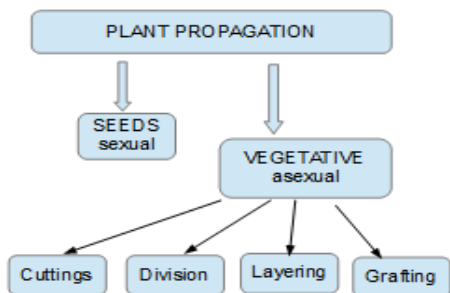 PLANT PROPAGATION
SEEDS
sexual
VEGETATIVE
asexual
Cuttings
Division
Layering
Grafting